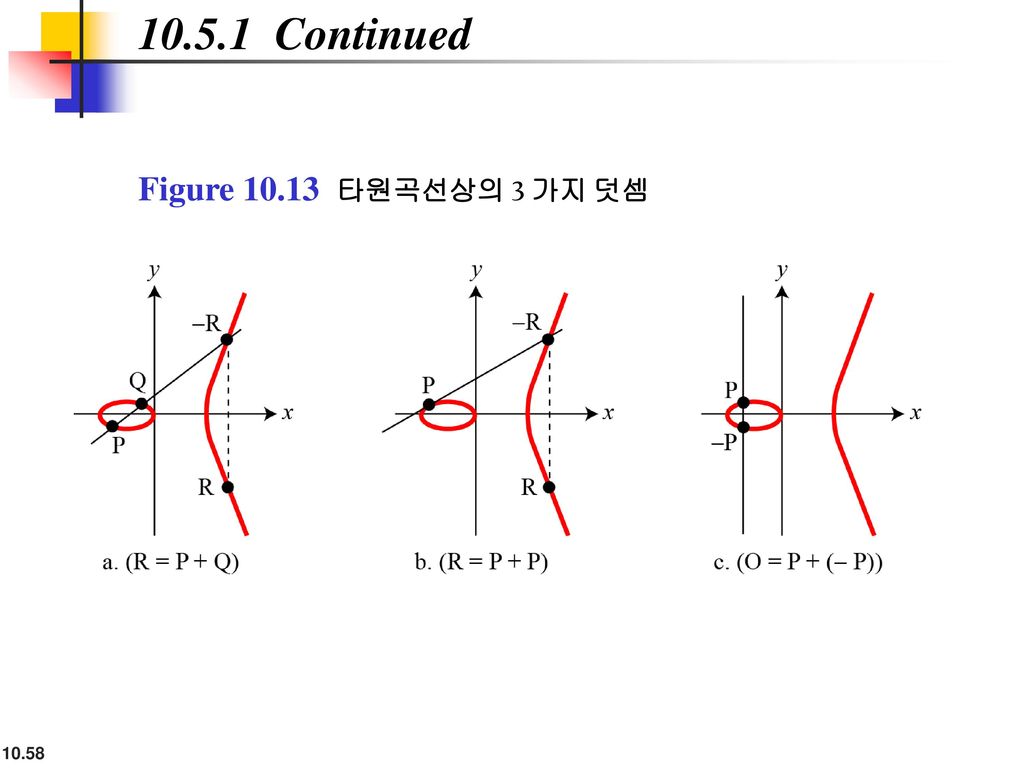 10.5.1 Continued
Figure 10.13 타원곡선상의 3 가지 덧셈
y
–R
Q
x
P
R
a. (R = P + Q)
y
–R
P
x
R
b. (R = P + P)
y
P
x
–P
c. (O = P + (– P))
10.58